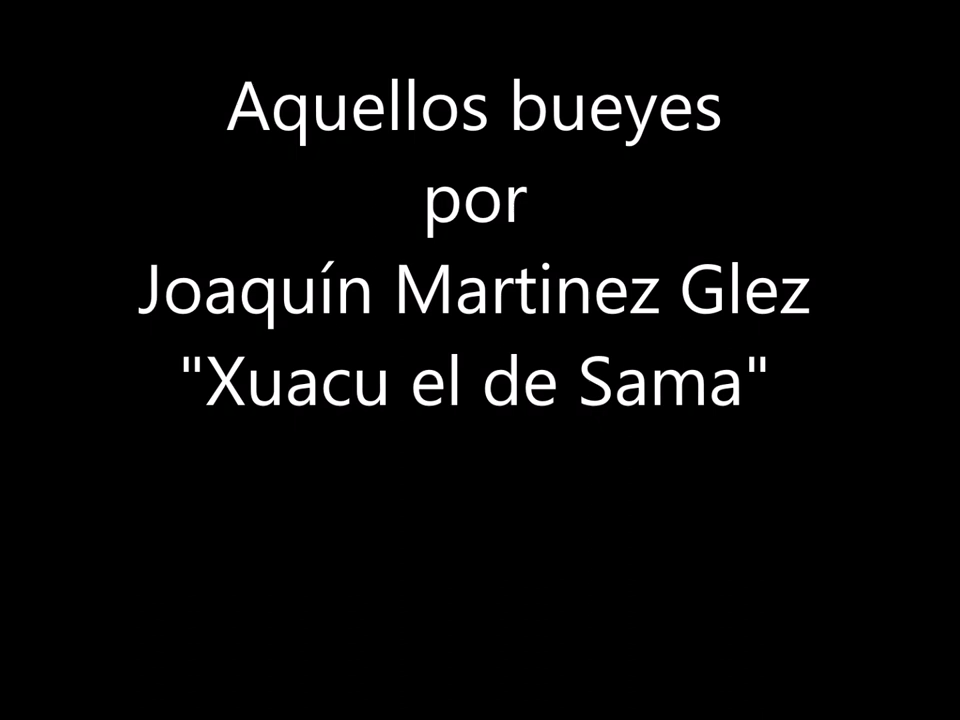 Aquellos bueyes
por
Joaquín Martinez Glez
"Xuacu el de Sama"